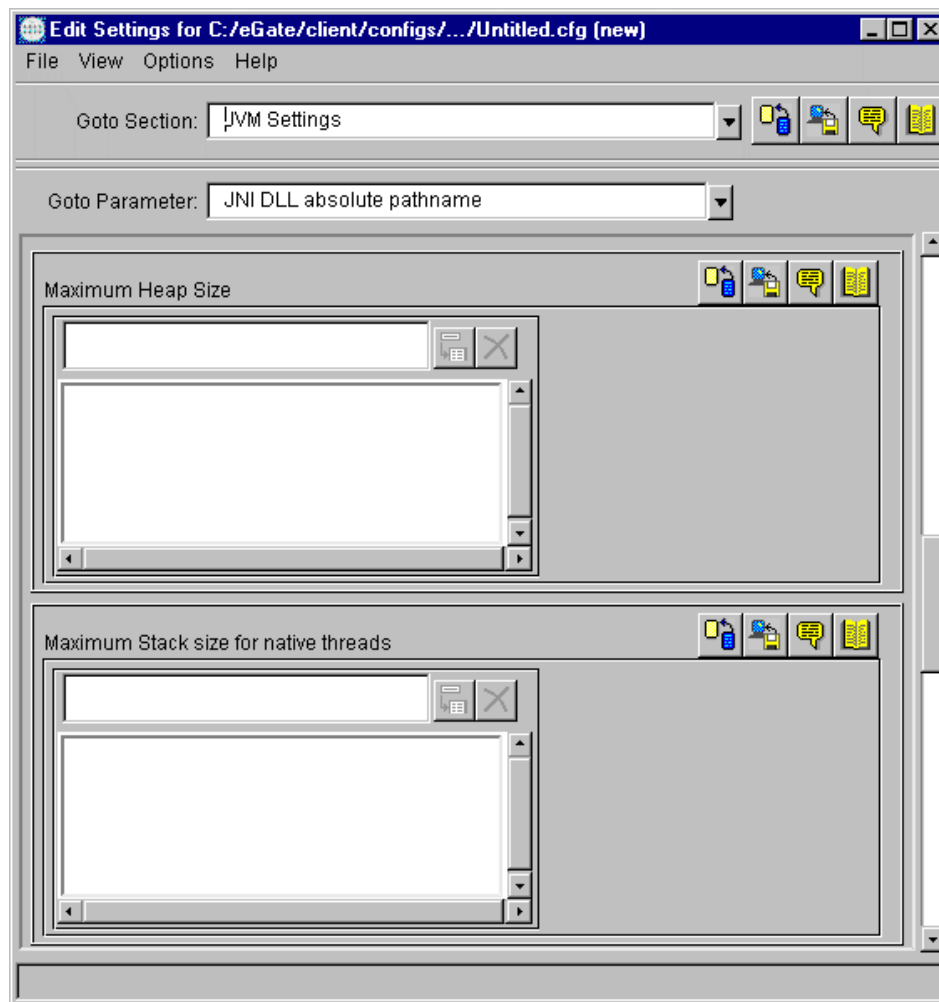 Edit Settings for C:/eGate/client/configs/.../Untitled.cfg (new)
File View Options Help
Goto Section: JVM Settings
Goto Parameter: JNI DLL absolute pathname
Maximum Heap Size
Maximum Stack size for native threads